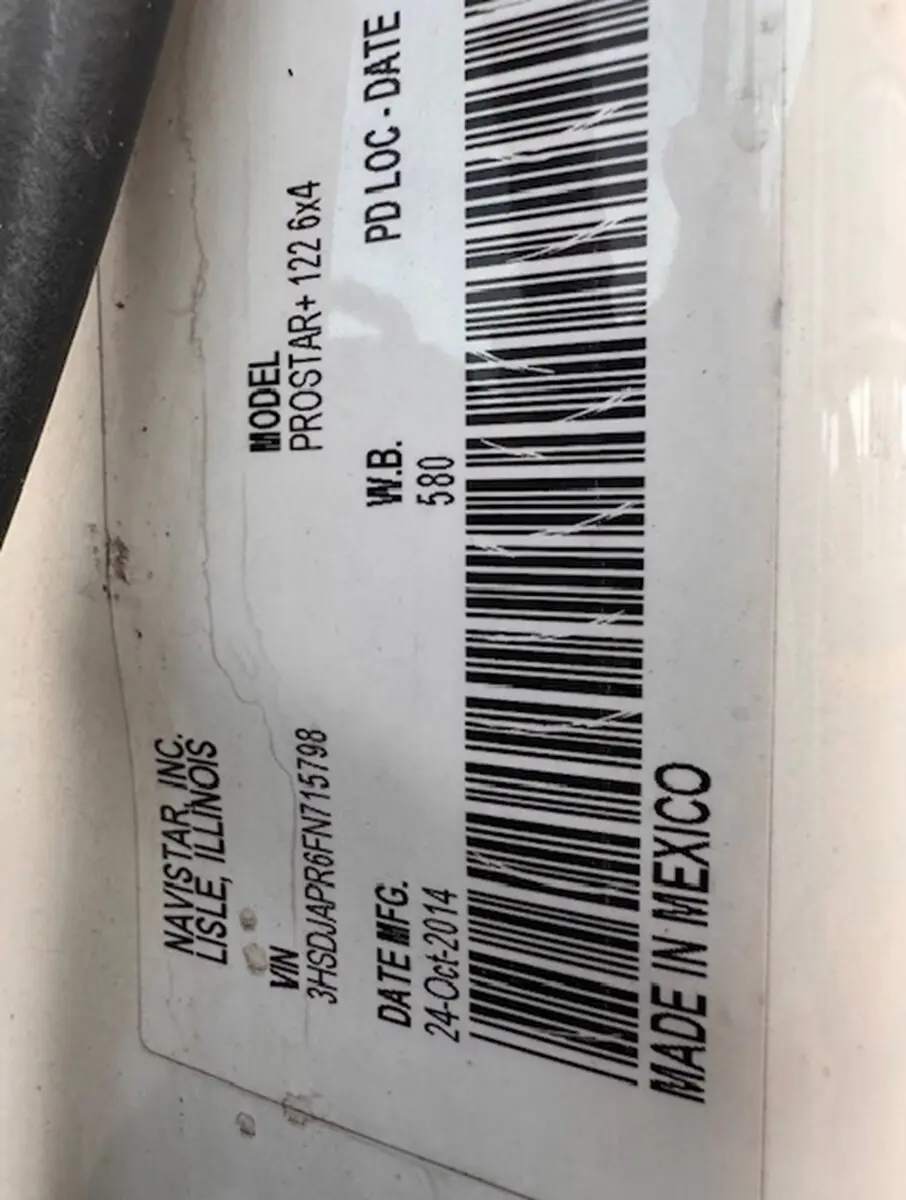 NAVISTAR, INC.
LISLE, ILLINOIS
VIN
3HSDJAPR6FN715798
MODEL
PROSTAR+ 122 6x4
DATE MFG.
24-Oct-2014
W.B.
580
PD LOC - DATE
MADE IN MEXICO